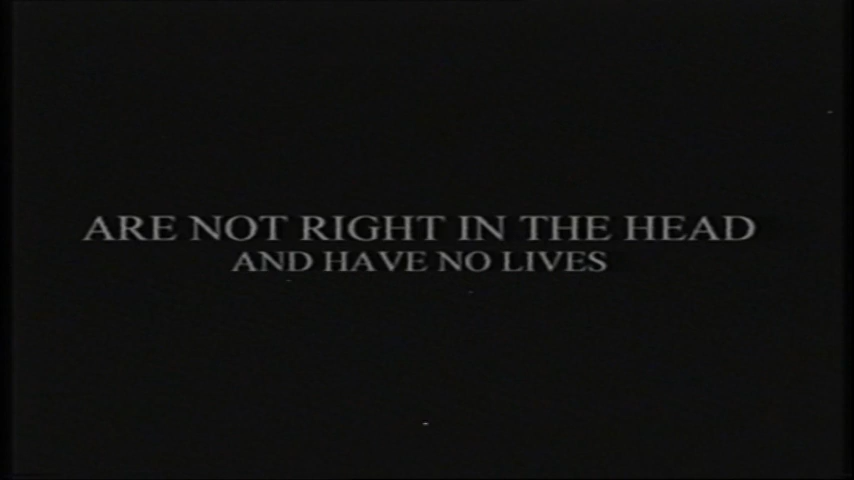 ARE NOT RIGHT IN THE HEAD
AND HAVE NO LIVES